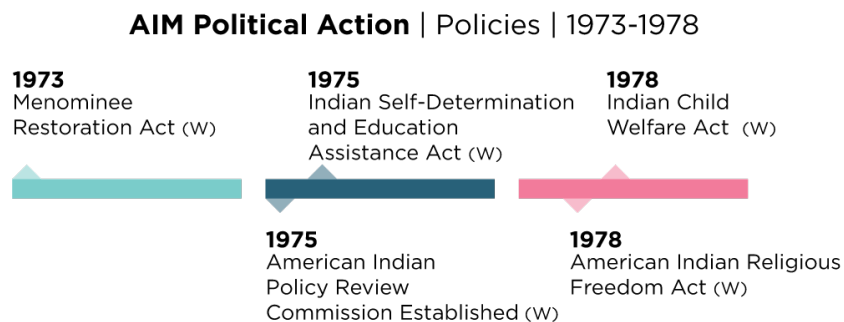 AIM Political Action | Policies | 1973-1978
1973
Menominee
Restoration Act (W)
1975
Indian Self-Determination
and Education
Assistance Act (W)
1978
Indian Child
Welfare Act (W)
1975
American Indian
Policy Review
Commission Established (W)
1978
American Indian Religious
Freedom Act (W)